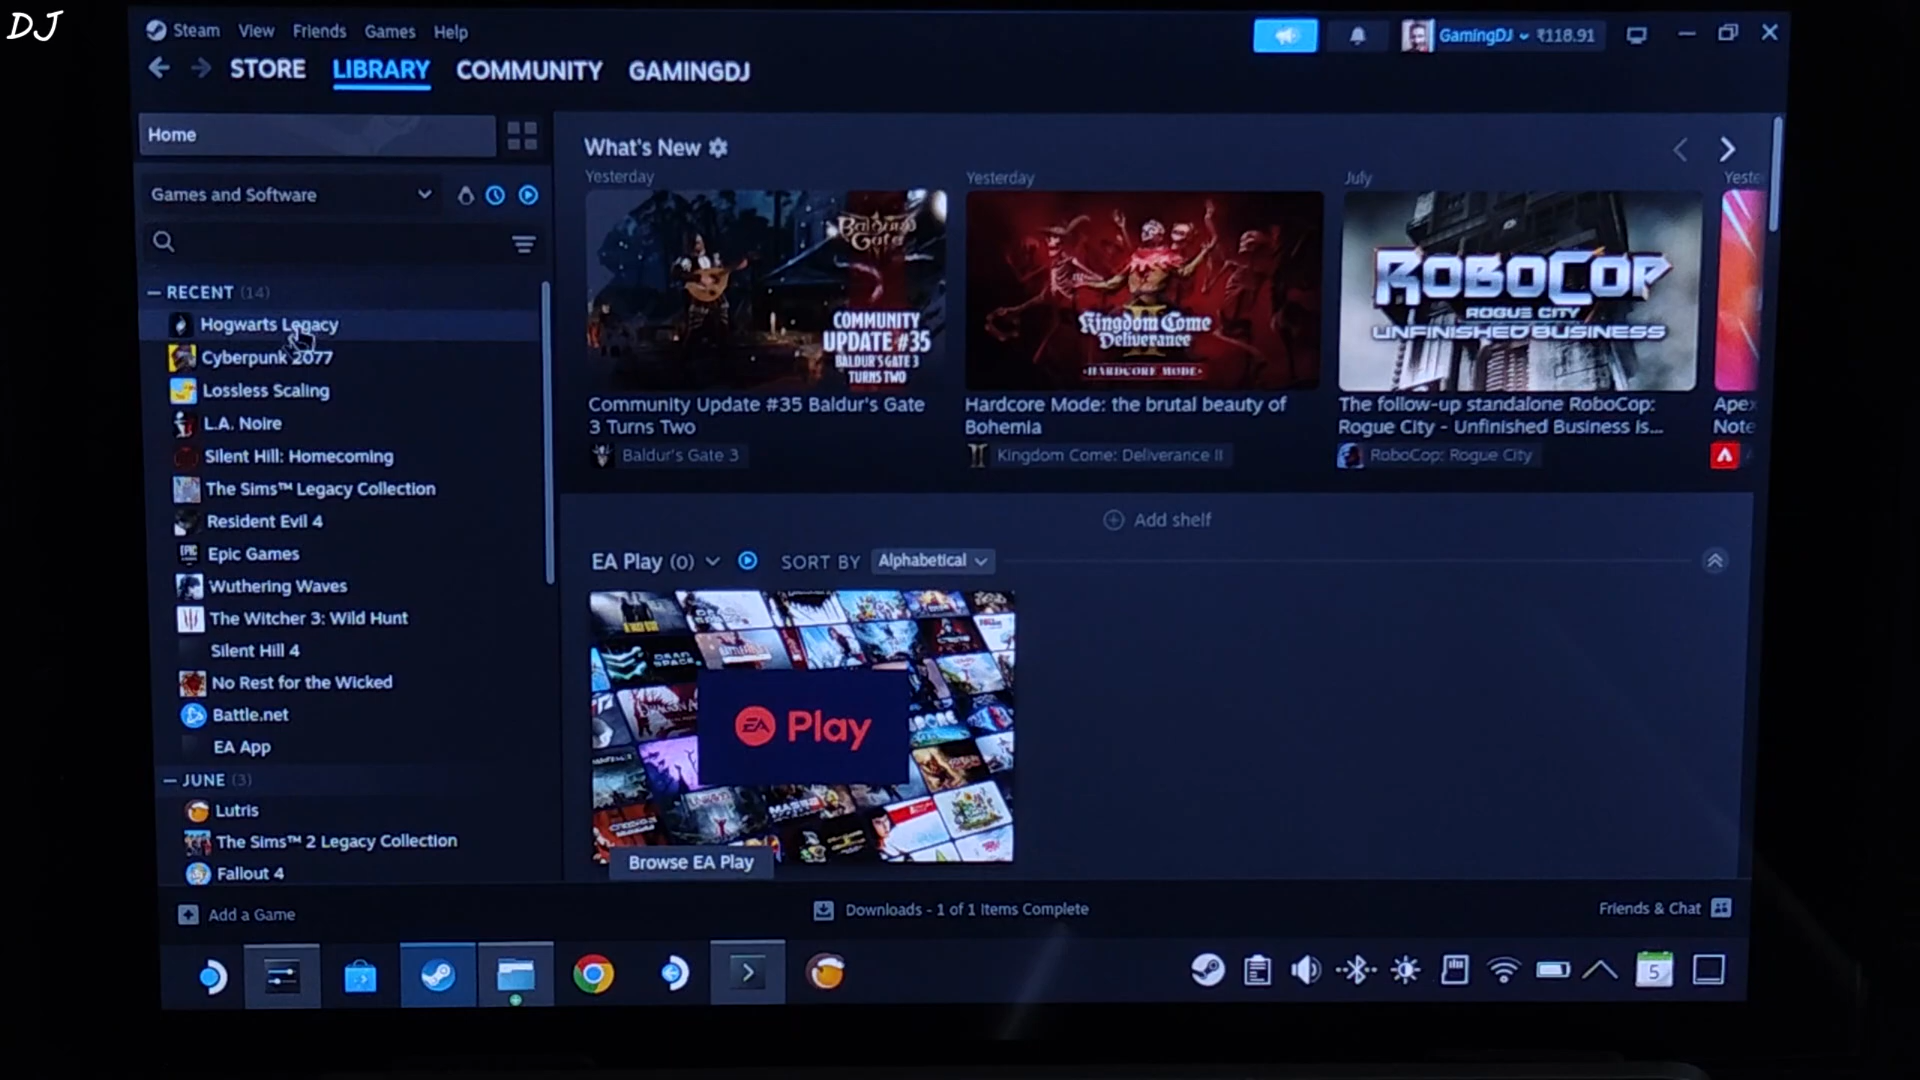 DJ
Steam View Friends Games Help
GamingDJ ₹118.91
STORE LIBRARY COMMUNITY GAMINGDJ
Home
Games and Software
RECENT (14)
Hogwarts Legacy
Cyberpunk 2077
Lossless Scaling
L.A. Noire
Silent Hill: Homecoming
The Sims™ Legacy Collection
Resident Evil 4
EPIC
Epic Games
Wuthering Waves
The Witcher 3: Wild Hunt
Silent Hill 4
No Rest for the Wicked
Battle.net
EA App
JUNE (3)
Lutris
The Sims™ 2 Legacy Collection
Fallout 4
What's New
Yesterday
Baldur's Gate
COMMUNITY
UPDATE #35
BALDUR'S GATE 3
TURNS TWO
Community Update #35 Baldur's Gate
3 Turns Two
Baldur's Gate 3
Yesterday
Kingdom Come
Deliverance
II
HARDCORE MODE
Hardcore Mode: the brutal beauty of
Bohemia
Kingdom Come: Deliverance II
July
ROBOCOP
ROGUE CITY
UNFINISHED BUSINESS
The follow-up standalone RoboCop:
Rogue City - Unfinished Business is...
RoboCop: Rogue City
Yeste
Apex
Note
Add shelf
EA Play (0) SORT BY Alphabetical
DEAD SPACE
EA Play
Browse EA Play
Add a Game
Downloads - 1 of 1 Items Complete
Friends & Chat
5